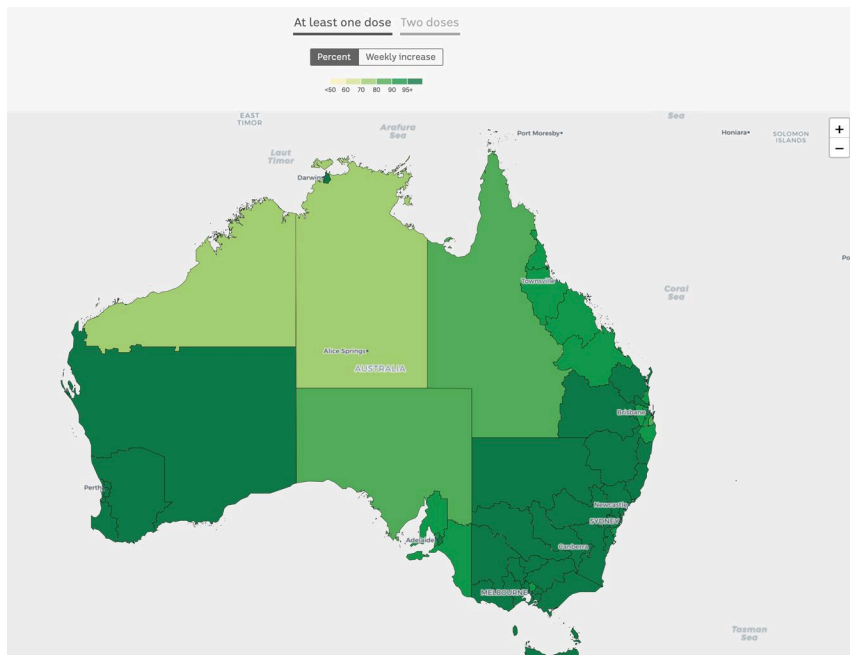 At least one dose Two doses
Percent Weekly increase
<50 60 70 80 90 95+
EAST
TIMOR
Arafura
Sea
Sea
Port Moresby
Honiara
SOLOMON
ISLANDS
+
−
Laut
Timor
Darwin
Po
Townsville
Coral
Sea
Alice Springs
AUSTRALIA
Brisbane
Perth
Newcastle
SYDNEY
Adelaide
Canberra
MELBOURNE
Tasman
Sea